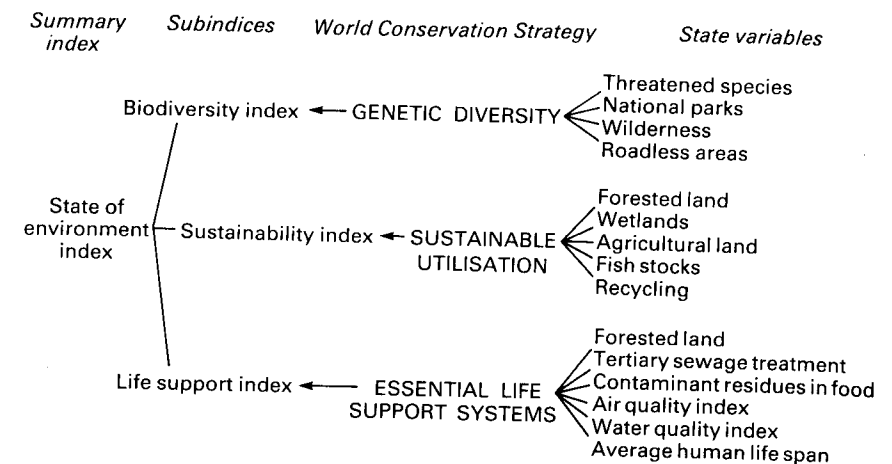 Summary index
Subindices
World Conservation Strategy
State variables
Biodiversity index
GENETIC DIVERSITY
Threatened species
National parks
Wilderness
Roadless areas
State of
environment
index
Sustainability index
SUSTAINABLE
UTILISATION
Forested land
Wetlands
Agricultural land
Fish stocks
Recycling
Life support index
ESSENTIAL LIFE
SUPPORT SYSTEMS
Forested land
Tertiary sewage treatment
Contaminant residues in food
Air quality index
Water quality index
Average human life span